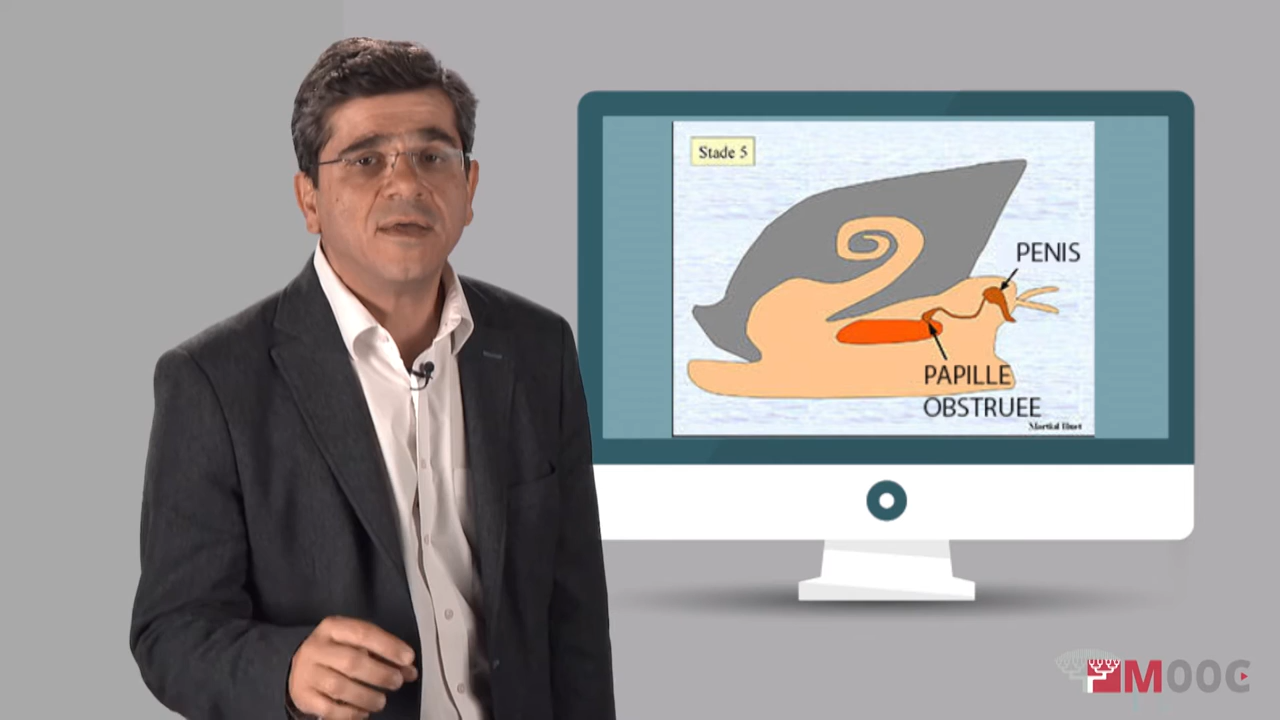 Stade 5
PENIS
PAPILLE
OBSTRUEE
Martial Huet
MOOC